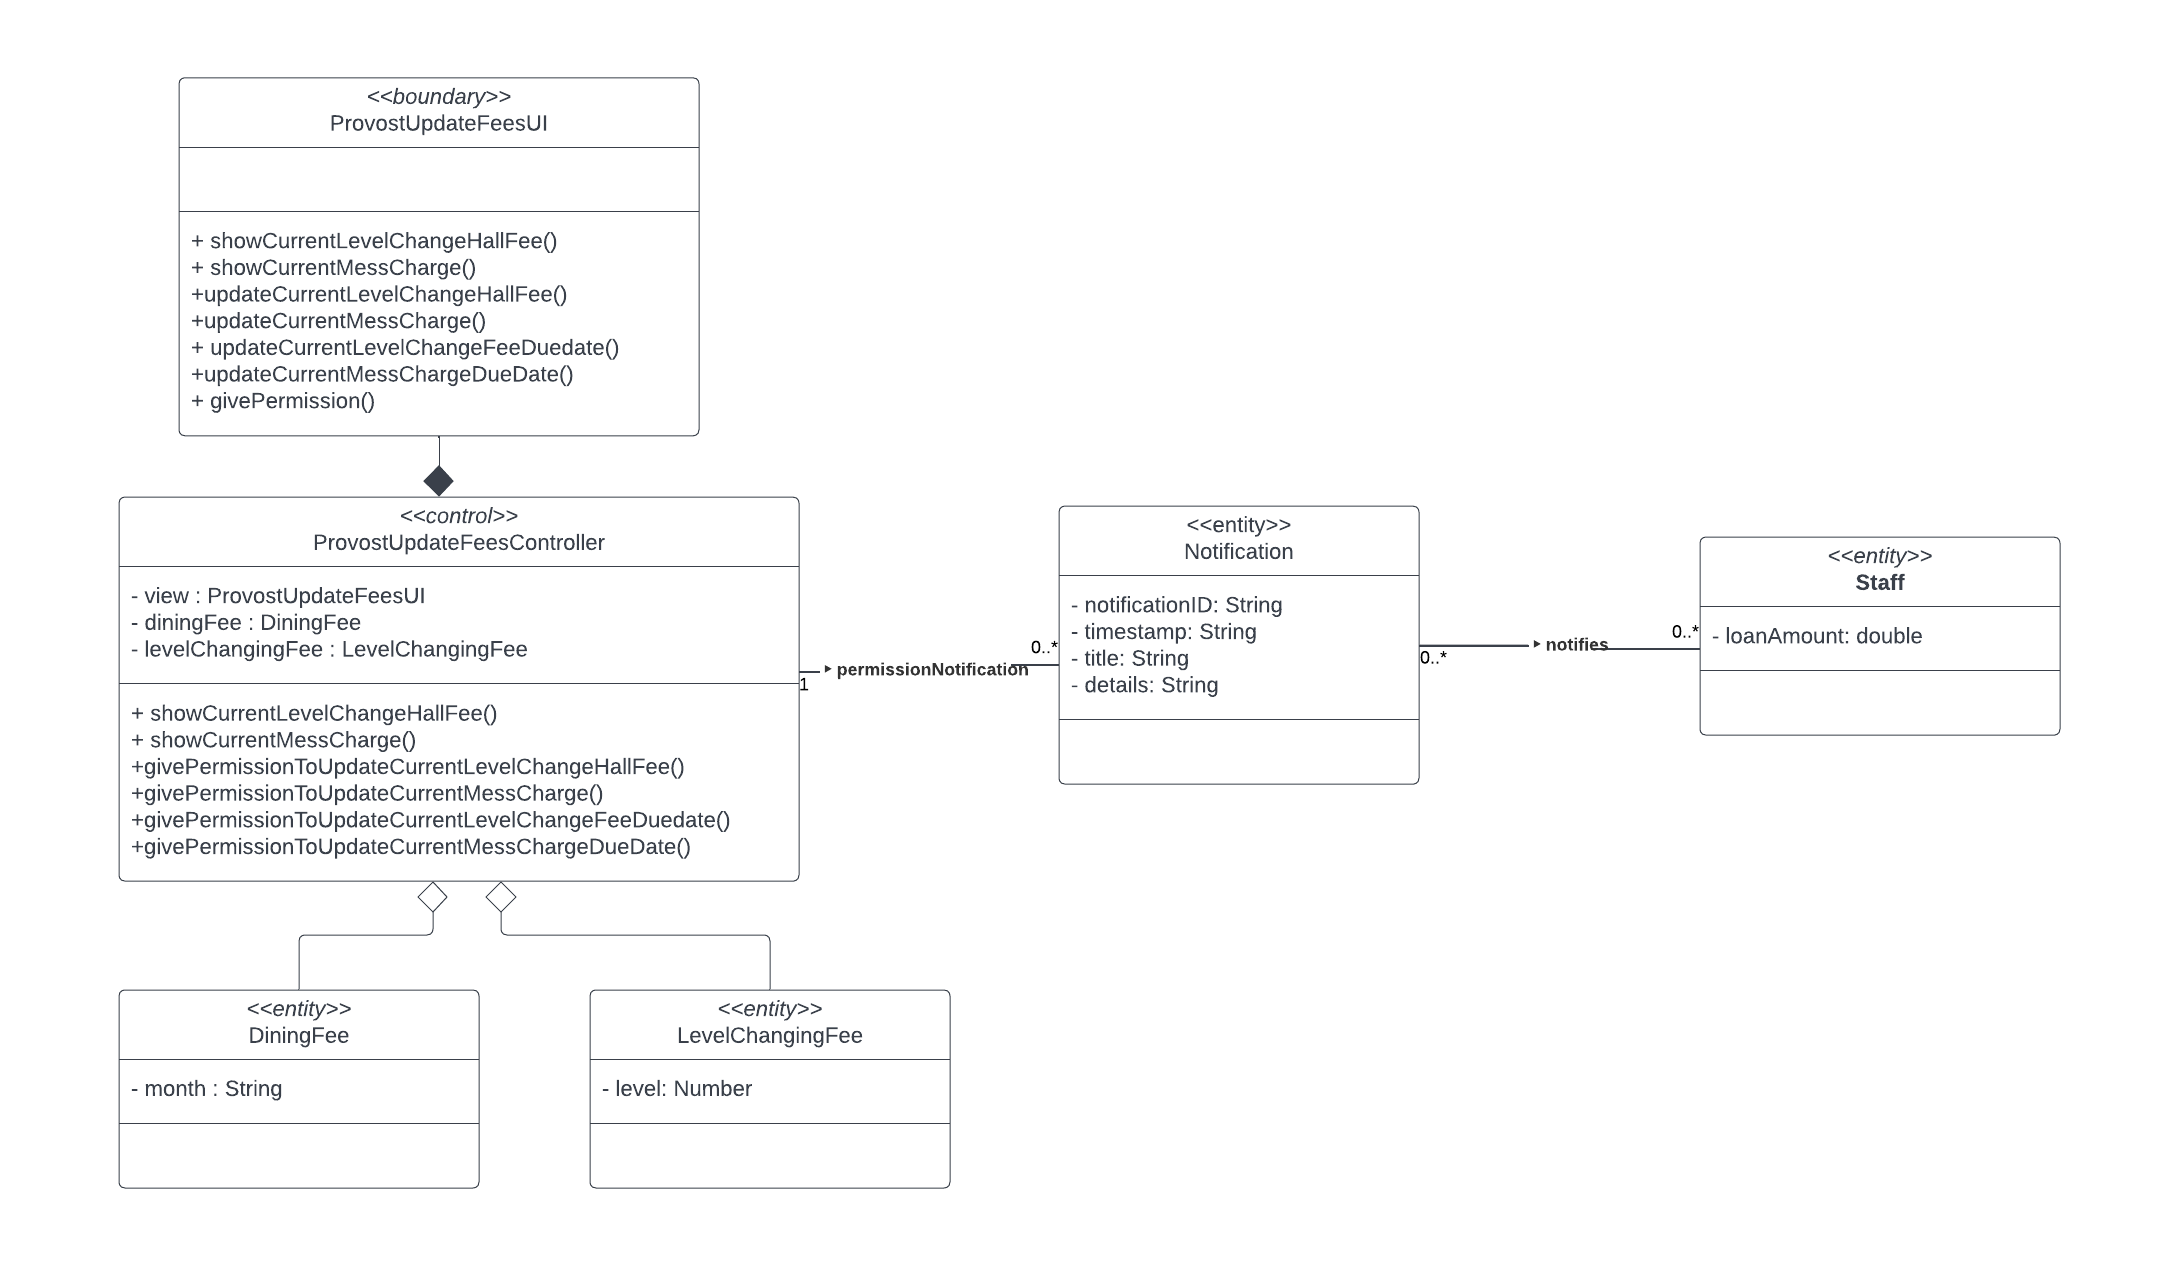 <<boundary>>
ProvostUpdateFeesUI
+ showCurrentLevelChangeHallFee()
+ showCurrentMessCharge()
+updateCurrentLevelChangeHallFee()
+updateCurrentMessCharge()
+ updateCurrentLevelChangeFeeDuedate()
+updateCurrentMessChargeDueDate()
+ givePermission()
<<control>>
ProvostUpdateFeesController
- view : ProvostUpdateFeesUI
- diningFee : DiningFee
- levelChangingFee : LevelChangingFee
+ showCurrentLevelChangeHallFee()
+ showCurrentMessCharge()
+givePermissionToUpdateCurrentLevelChangeHallFee()
+givePermissionToUpdateCurrentMessCharge()
+givePermissionToUpdateCurrentLevelChangeFeeDuedate()
+givePermissionToUpdateCurrentMessChargeDueDate()
1
permissionNotification
0..*
<<entity>>
Notification
- notificationID: String
- timestamp: String
- title: String
- details: String
0..*
notifies
0..*
<<entity>>
Staff
- loanAmount: double
<<entity>>
DiningFee
- month : String
<<entity>>
LevelChangingFee
- level: Number